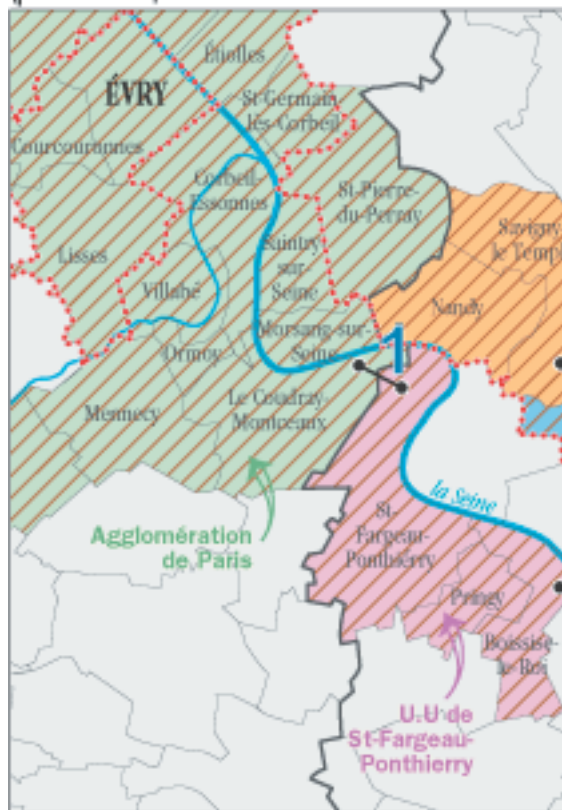 Étiolles
ÉVRY
St-Germain
lès-Corbeil
Courcouronnes
Corbeil-
Essonnes
St-Pierre-
du-Perray
Savigny
le Temp
Saintry
sur-
Seine
Lisses
Villabé
Nandy
1
Morsang-sur-
Seine
Ormoy
Mennecy
Le Coudray-
Montceaux
la Seine
Agglomération
de Paris
St-
Fargeau-
Ponthierry
Pringy
Boissise-
le-Roi
U.U de
St-Fargeau-
Ponthierry